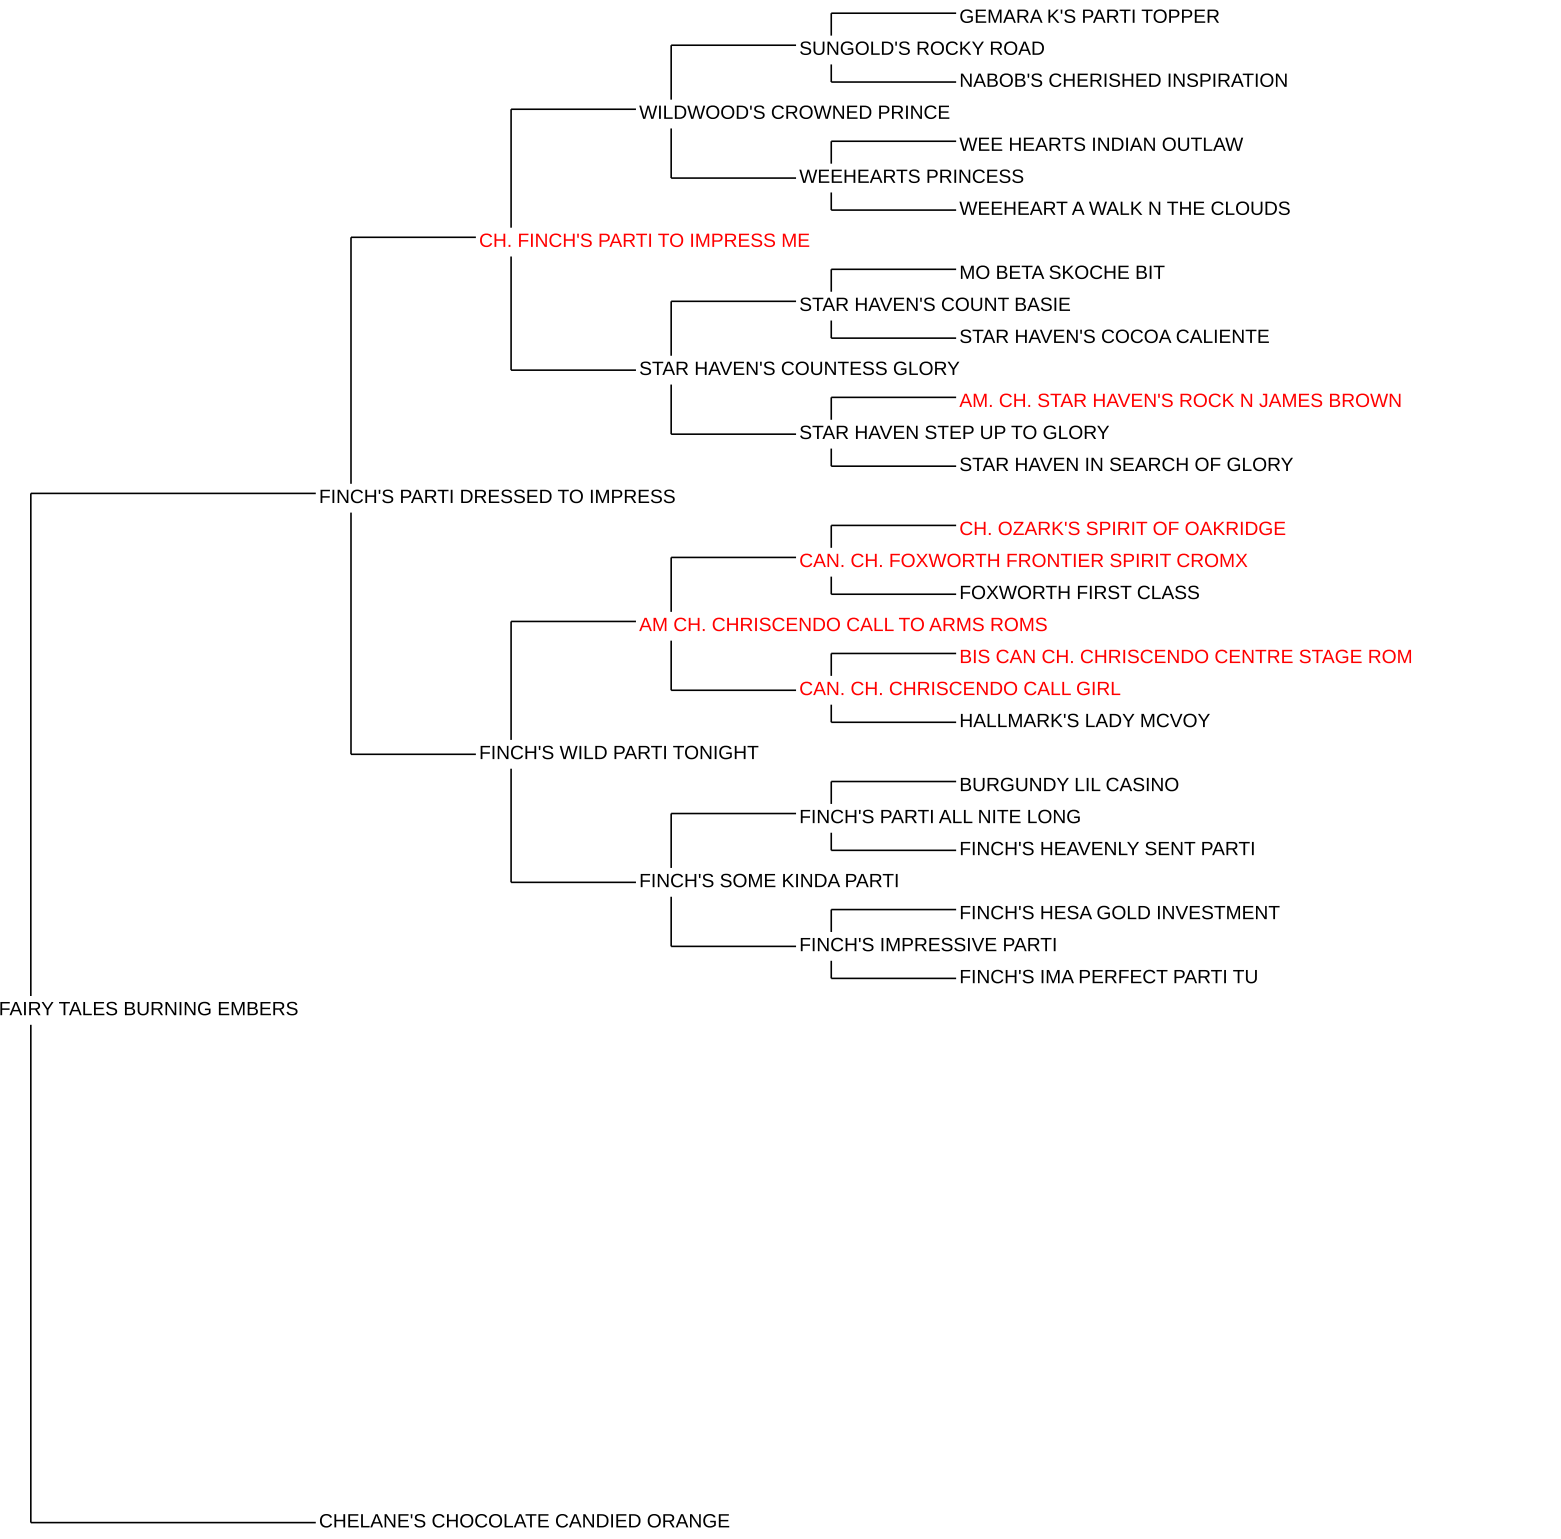 GEMARA K'S PARTI TOPPER
SUNGOLD'S ROCKY ROAD
NABOB'S CHERISHED INSPIRATION
WILDWOOD'S CROWNED PRINCE
WEE HEARTS INDIAN OUTLAW
WEEHEARTS PRINCESS
WEEHEART A WALK N THE CLOUDS
CH. FINCH'S PARTI TO IMPRESS ME
MO BETA SKOCHE BIT
STAR HAVEN'S COUNT BASIE
STAR HAVEN'S COCOA CALIENTE
STAR HAVEN'S COUNTESS GLORY
AM. CH. STAR HAVEN'S ROCK N JAMES BROWN
STAR HAVEN STEP UP TO GLORY
STAR HAVEN IN SEARCH OF GLORY
FINCH'S PARTI DRESSED TO IMPRESS
CH. OZARK'S SPIRIT OF OAKRIDGE
CAN. CH. FOXWORTH FRONTIER SPIRIT CROMX
FOXWORTH FIRST CLASS
AM CH. CHRISCENDO CALL TO ARMS ROMS
BIS CAN CH. CHRISCENDO CENTRE STAGE ROM
CAN. CH. CHRISCENDO CALL GIRL
HALLMARK'S LADY MCVOY
FINCH'S WILD PARTI TONIGHT
BURGUNDY LIL CASINO
FINCH'S PARTI ALL NITE LONG
FINCH'S HEAVENLY SENT PARTI
FINCH'S SOME KINDA PARTI
FINCH'S HESA GOLD INVESTMENT
FINCH'S IMPRESSIVE PARTI
FINCH'S IMA PERFECT PARTI TU
FAIRY TALES BURNING EMBERS
CHELANE'S CHOCOLATE CANDIED ORANGE